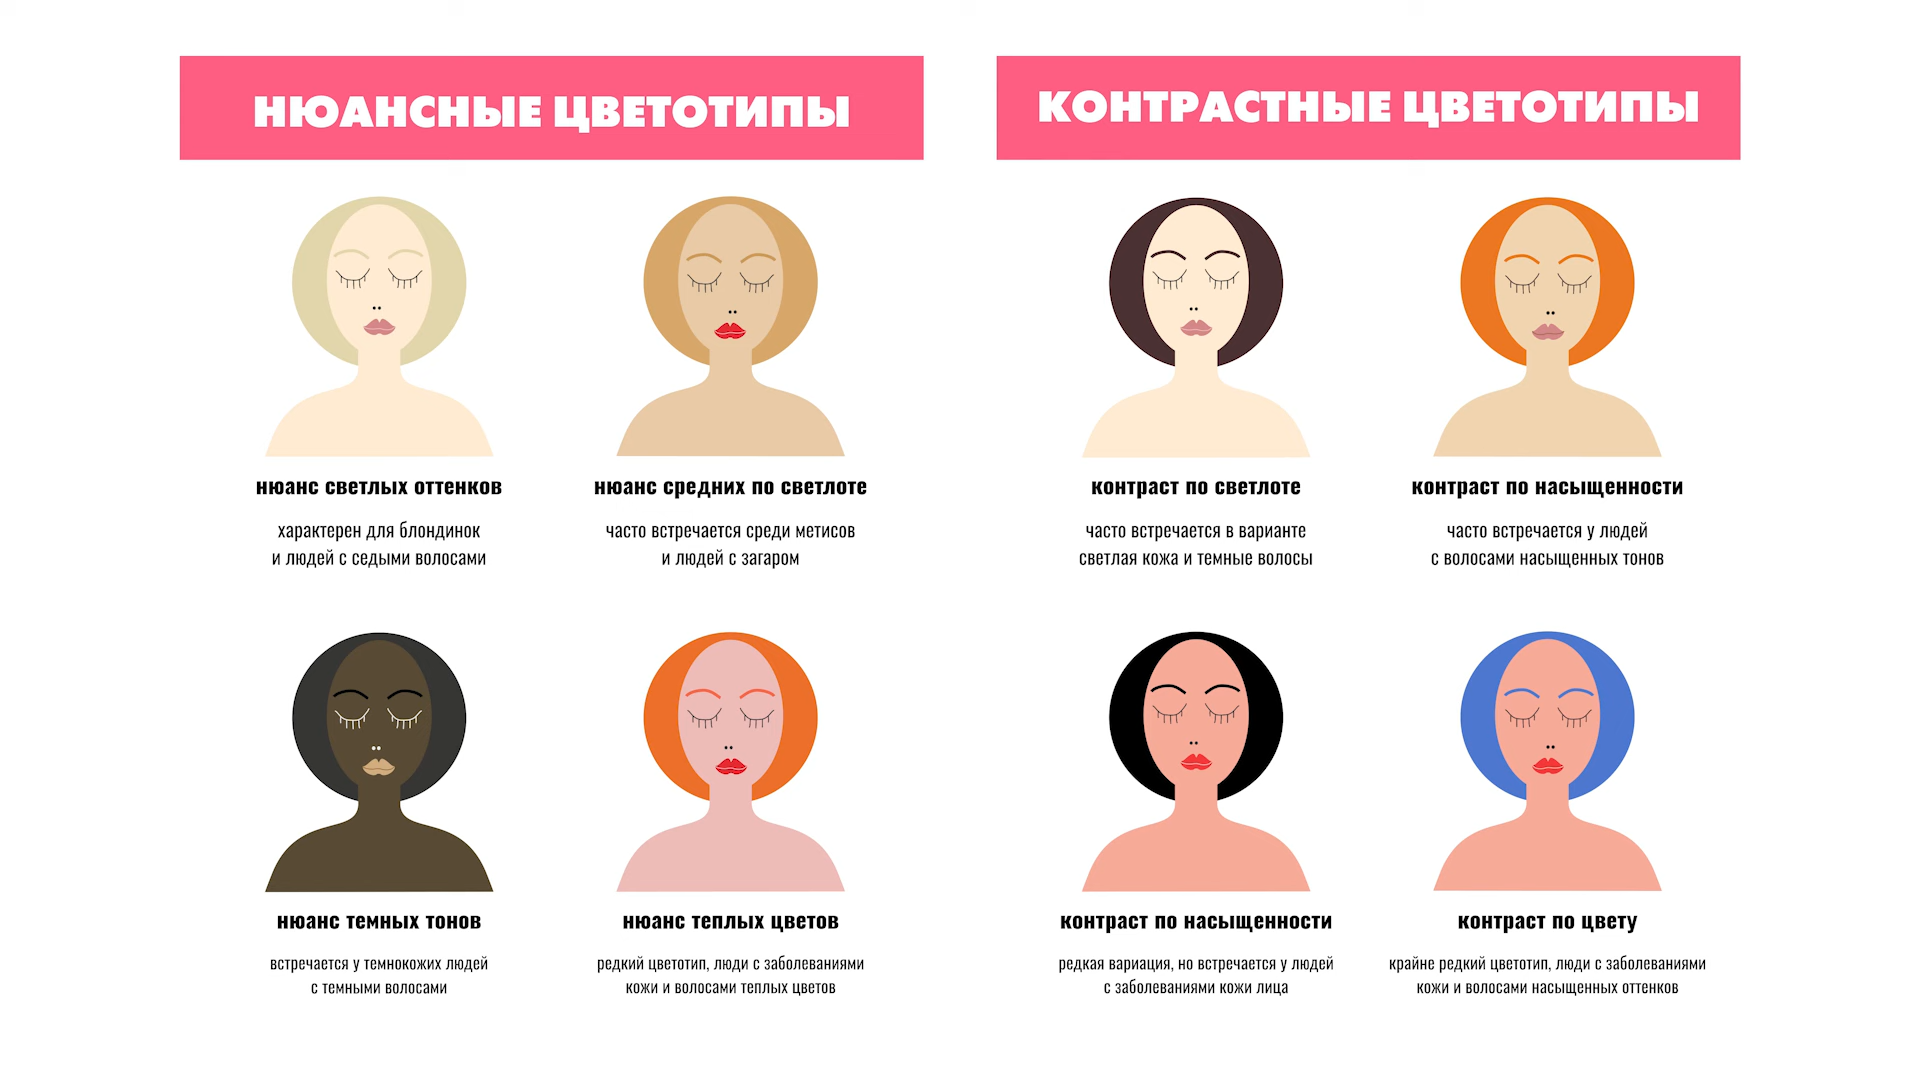 НЮАНСНЫЕ ЦВЕТОТИПЫ
нюанс светлых оттенков
характерен для блондинок
и людей с седыми волосами
нюанс средних по светлоте
часто встречается среди метисов
и людей с загаром
нюанс темных тонов
встречается у темнокожих людей
с темными волосами
нюанс теплых цветов
редкий цветотип, люди с заболеваниями
кожи и волосами теплых цветов
КОНТРАСТНЫЕ ЦВЕТОТИПЫ
контраст по светлоте
часто встречается в варианте
светлая кожа и темные волосы
контраст по насыщенности
часто встречается у людей
с волосами насыщенных тонов
контраст по насыщенности
редкая вариация, но встречается у людей
с заболеваниями кожи лица
контраст по цвету
крайне редкий цветотип, люди с заболеваниями
кожи и волосами насыщенных оттенков